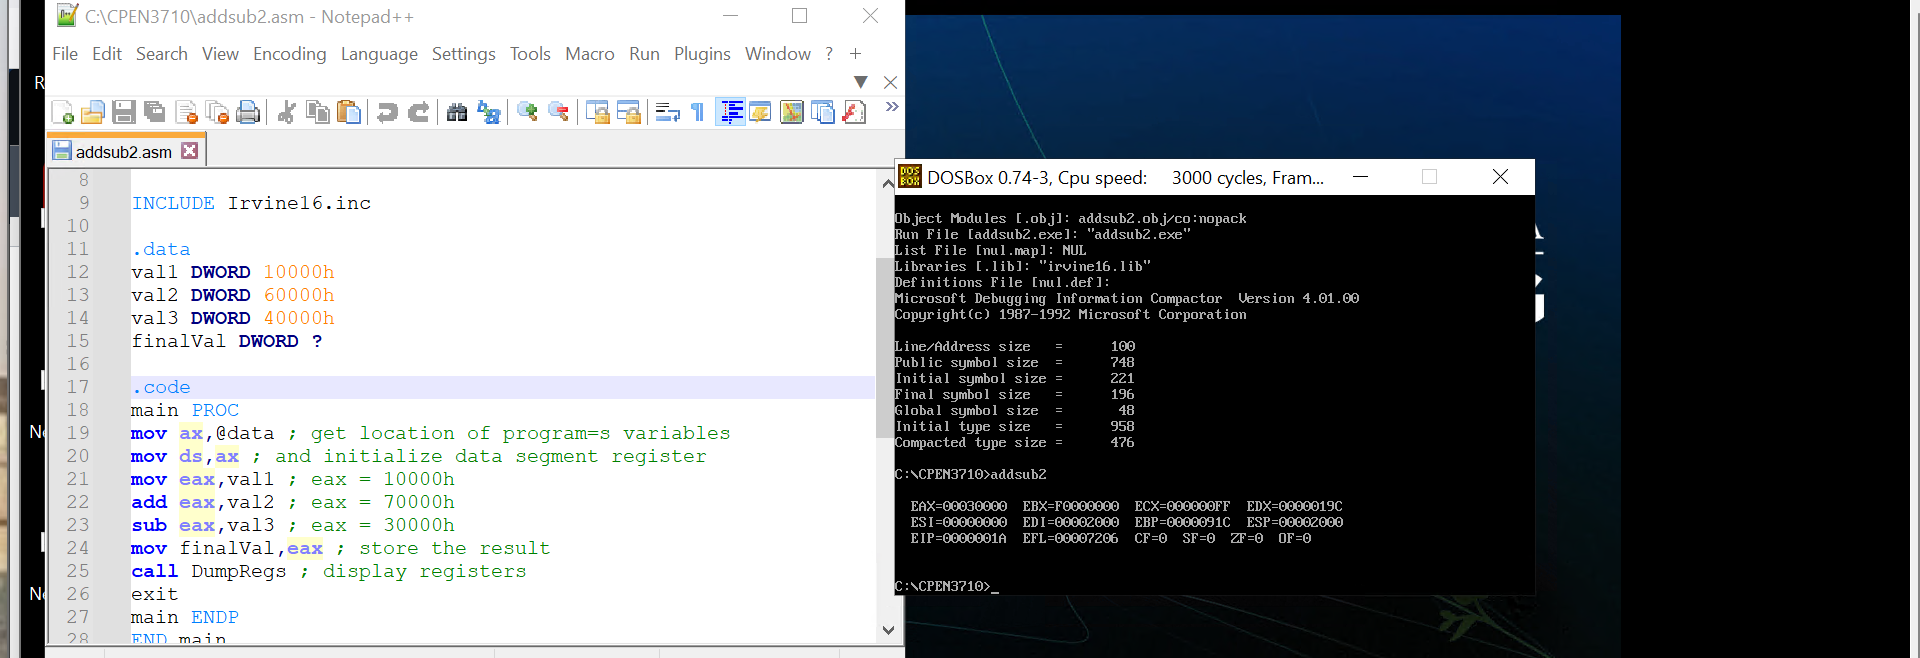 C:\CPEN3710\addsub2.asm - Notepad++
File Edit Search View Encoding Language Settings Tools Macro Run Plugins Window ? +
addsub2.asm
8
9 INCLUDE Irvine16.inc
10
11 .data
12 val1 DWORD 10000h
13 val2 DWORD 60000h
14 val3 DWORD 40000h
15 finalVal DWORD ?
16
17 .code
18 main PROC
19 mov ax,@data ; get location of program=s variables
20 mov ds,ax ; and initialize data segment register
21 mov eax,val1 ; eax = 10000h
22 add eax,val2 ; eax = 70000h
23 sub eax,val3 ; eax = 30000h
24 mov finalVal,eax ; store the result
25 call DumpRegs ; display registers
26 exit
27 main ENDP
28 END main
DOSBox 0.74-3, Cpu speed: 3000 cycles, Fram...
Object Modules [.obj]: addsub2.obj/co:nopack
Run File [addsub2.exe]: "addsub2.exe"
List File [nul.map]: NUL
Libraries [.lib]: "irvine16.lib"
Definitions File [nul.def]:
Microsoft Debugging Information Compactor  Version 4.01.00
Copyright(c) 1987-1992 Microsoft Corporation
Line/Address size   =      100
Public symbol size  =      748
Initial symbol size =      221
Final symbol size   =      196
Global symbol size  =       48
Initial type size   =      958
Compacted type size =      476
C:\CPEN3710>addsub2
EAX=00030000  EBX=F0000000  ECX=000000FF  EDX=0000019C
ESI=00000000  EDI=00002000  EBP=0000091C  ESP=00002000
EIP=0000001A  EFL=00007206  CF=0  SF=0  ZF=0  OF=0
C:\CPEN3710>_